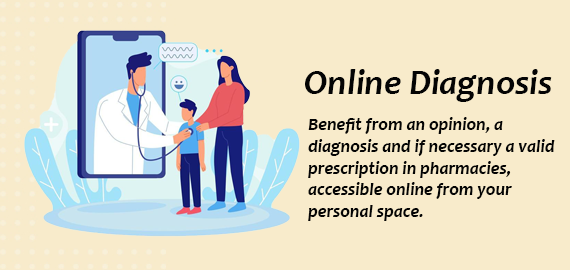 Online Diagnosis
Benefit from an opinion, a
diagnosis and if necessary a valid
prescription in pharmacies,
accessible online from your
personal space.